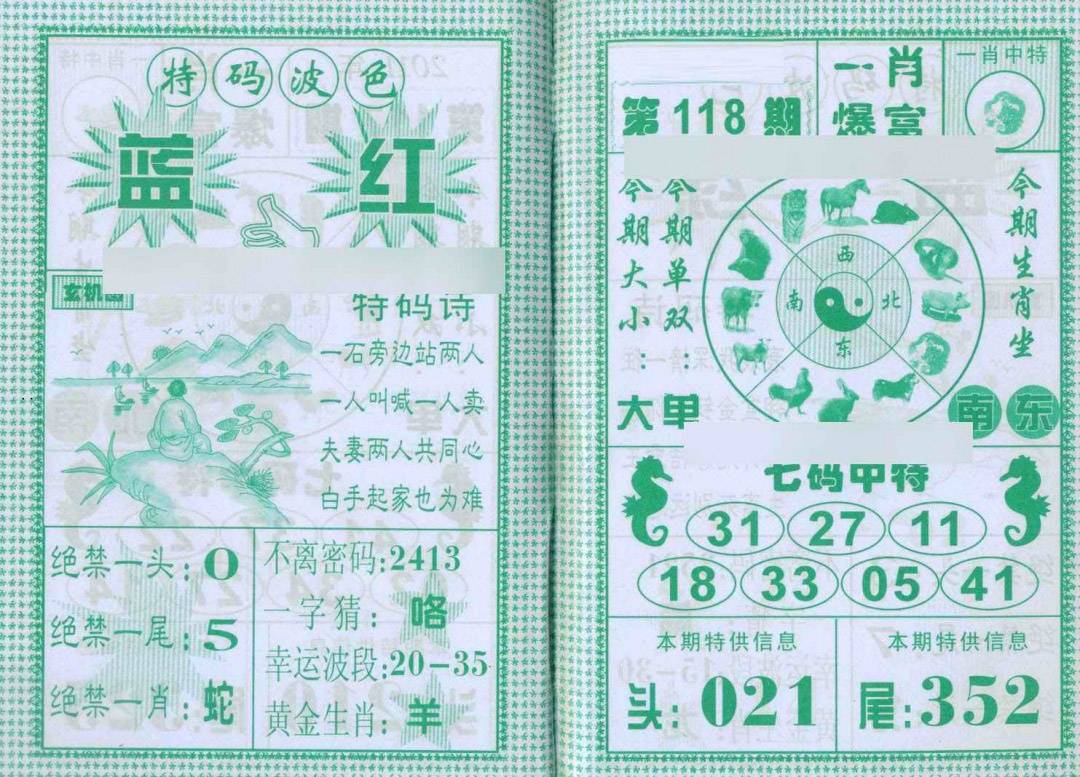 特码波色
蓝 红
特码诗
一石旁边站两人
一人叫喊一人卖
夫妻两人共同心
白手起家也为难
绝禁一头:0
绝禁一尾:5
绝禁一肖:蛇
不离密码:2413
一字猜:咯
幸运波段:20-35
黄金生肖:羊
第118期
一肖
爆富
一肖中特
今期大小:大
今期单双:单
西
南 北
东
今期生肖坐
南 东
七码中特
31 27 11
18 33 05 41
本期特供信息
头:021
本期特供信息
尾:352